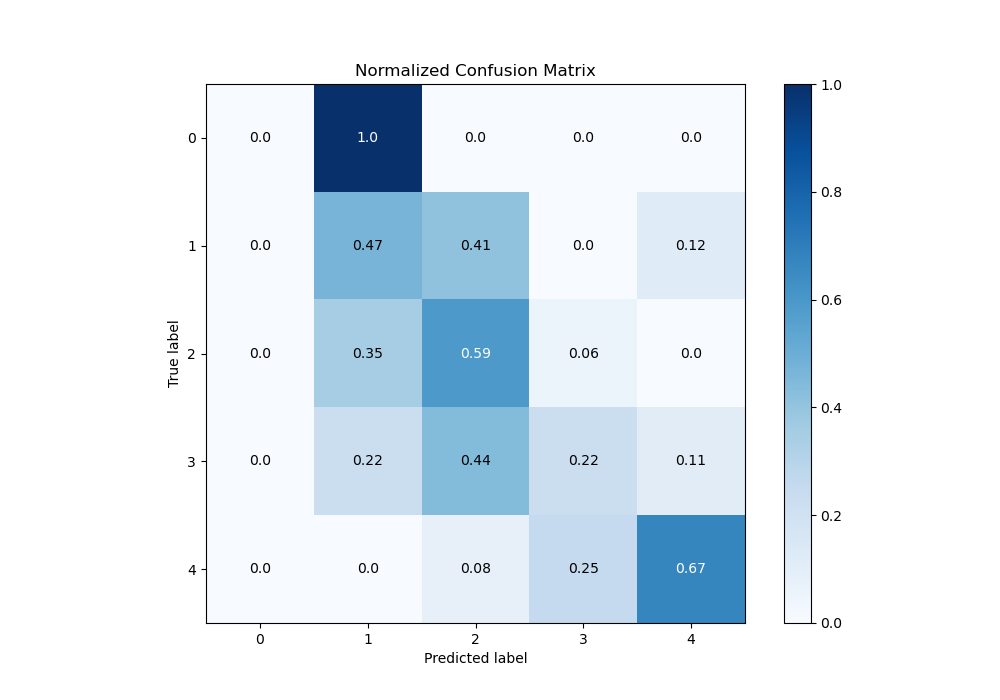 Normalized Confusion Matrix
0 0.0 1.0 0.0 0.0 0.0
1 0.0 0.47 0.41 0.0 0.12
2 0.0 0.35 0.59 0.06 0.0
3 0.0 0.22 0.44 0.22 0.11
4 0.0 0.0 0.08 0.25 0.67
0 1 2 3 4
Predicted label
True label
1.0
0.8
0.6
0.4
0.2
0.0